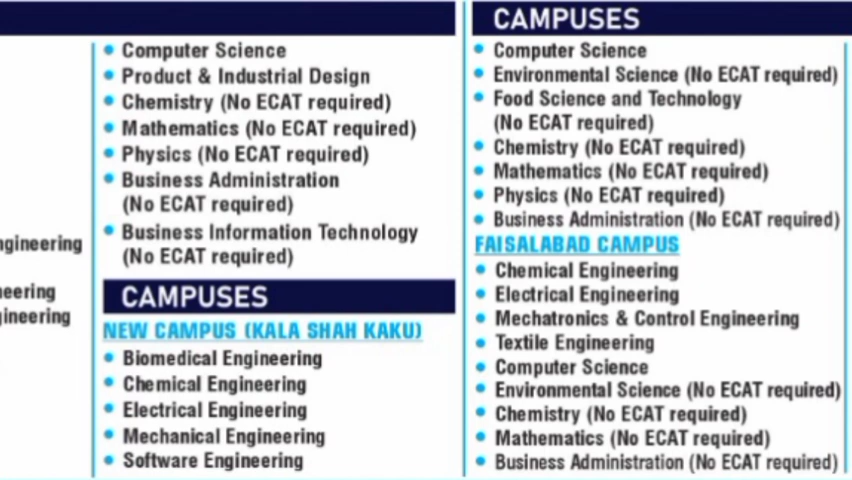 ngineering
neering
gineering
Computer Science
Product & Industrial Design
Chemistry (No ECAT required)
Mathematics (No ECAT required)
Physics (No ECAT required)
Business Administration
(No ECAT required)
Business Information Technology
(No ECAT required)
CAMPUSES
NEW CAMPUS (KALA SHAH KAKU)
Biomedical Engineering
Chemical Engineering
Electrical Engineering
Mechanical Engineering
Software Engineering
CAMPUSES
Computer Science
Environmental Science (No ECAT required)
Food Science and Technology
(No ECAT required)
Chemistry (No ECAT required)
Mathematics (No ECAT required)
Physics (No ECAT required)
Business Administration (No ECAT required)
FAISALABAD CAMPUS
Chemical Engineering
Electrical Engineering
Mechatronics & Control Engineering
Textile Engineering
Computer Science
Environmental Science (No ECAT required)
Chemistry (No ECAT required)
Mathematics (No ECAT required)
Business Administration (No ECAT required)